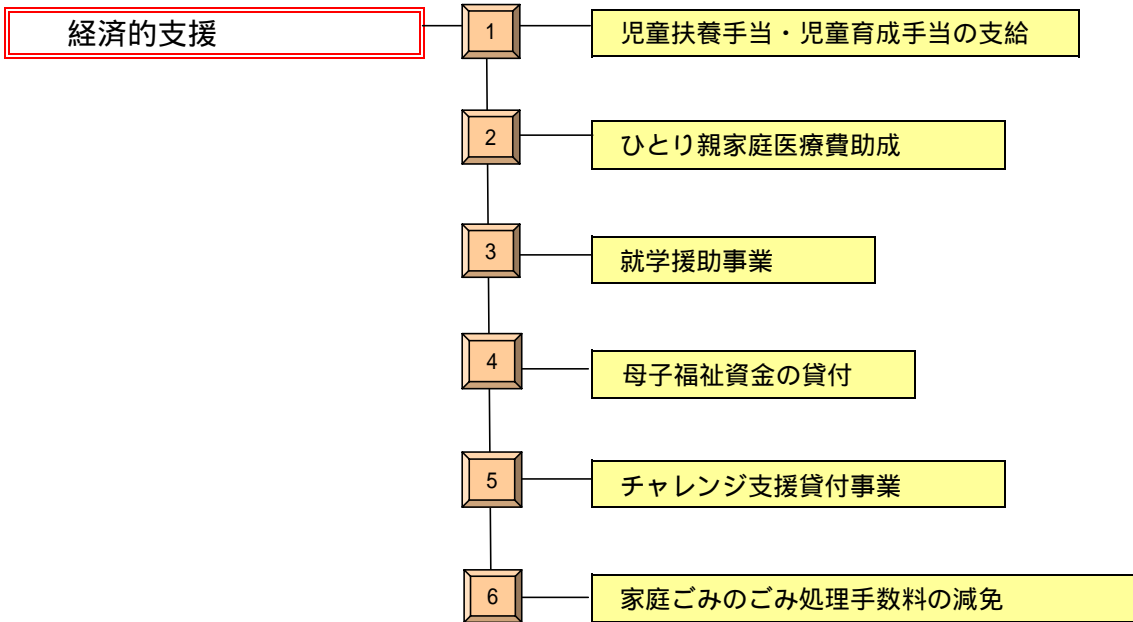 経済的支援
1
児童扶養手当・児童育成手当の支給
2
ひとり親家庭医療費助成
3
就学援助事業
4
母子福祉資金の貸付
5
チャレンジ支援貸付事業
6
家庭ごみのごみ処理手数料の減免